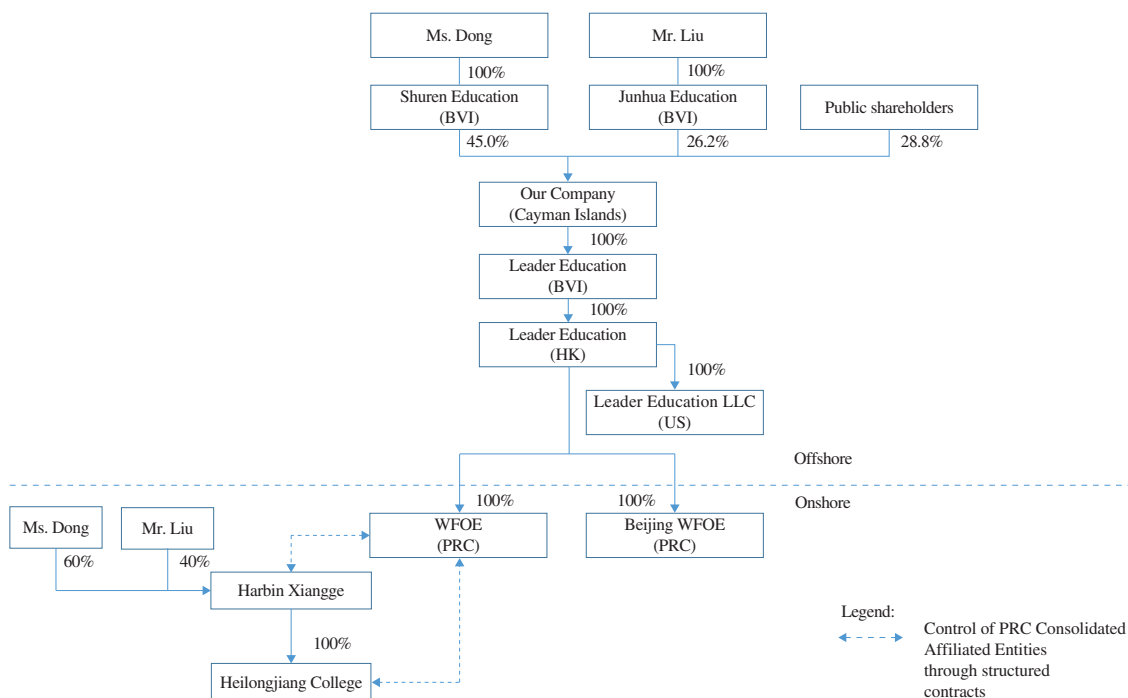 Ms. Dong
Mr. Liu
100%
100%
Shuren Education
(BVI)
Junhua Education
(BVI)
Public shareholders
45.0%
26.2%
28.8%
Our Company
(Cayman Islands)
100%
Leader Education
(BVI)
100%
Leader Education
(HK)
100%
Leader Education LLC
(US)
Offshore
Onshore
100%
100%
Ms. Dong
Mr. Liu
WFOE
(PRC)
Beijing WFOE
(PRC)
60%
40%
Harbin Xiangge
100%
Heilongjiang College
Legend:
Control of PRC Consolidated
Affiliated Entities
through structured
contracts